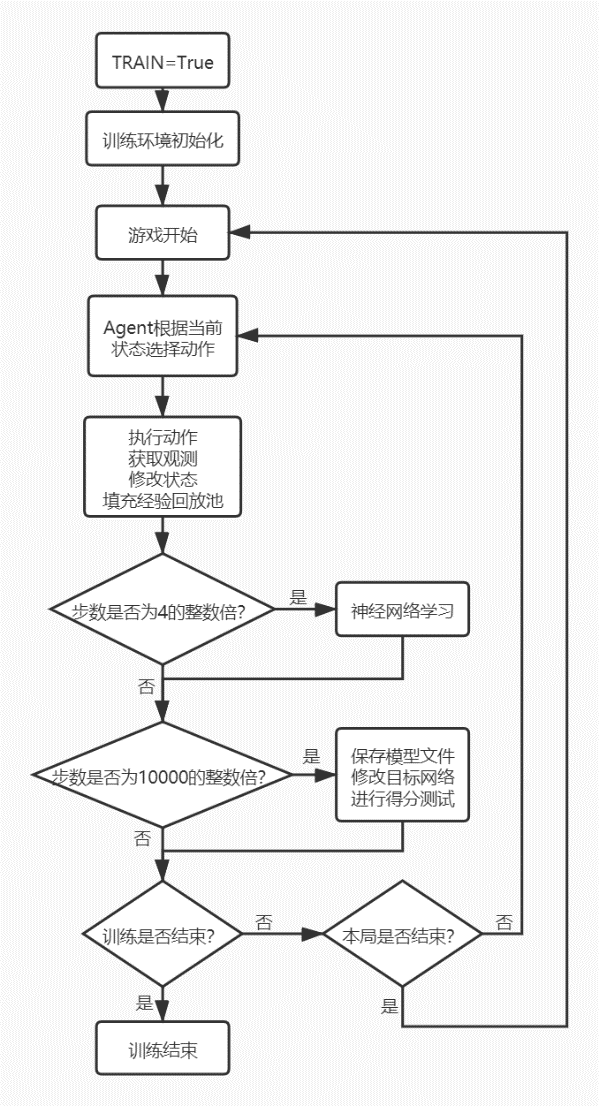 TRAIN=True
训练环境初始化
游戏开始
Agent根据当前
状态选择动作
执行动作
获取观测
修改状态
填充经验回放池
步数是否为4的整数倍?
是
神经网络学习
否
步数是否为10000的整数倍?
是
保存模型文件
修改目标网络
进行得分测试
否
训练是否结束?
否
本局是否结束?
否
是
是
训练结束